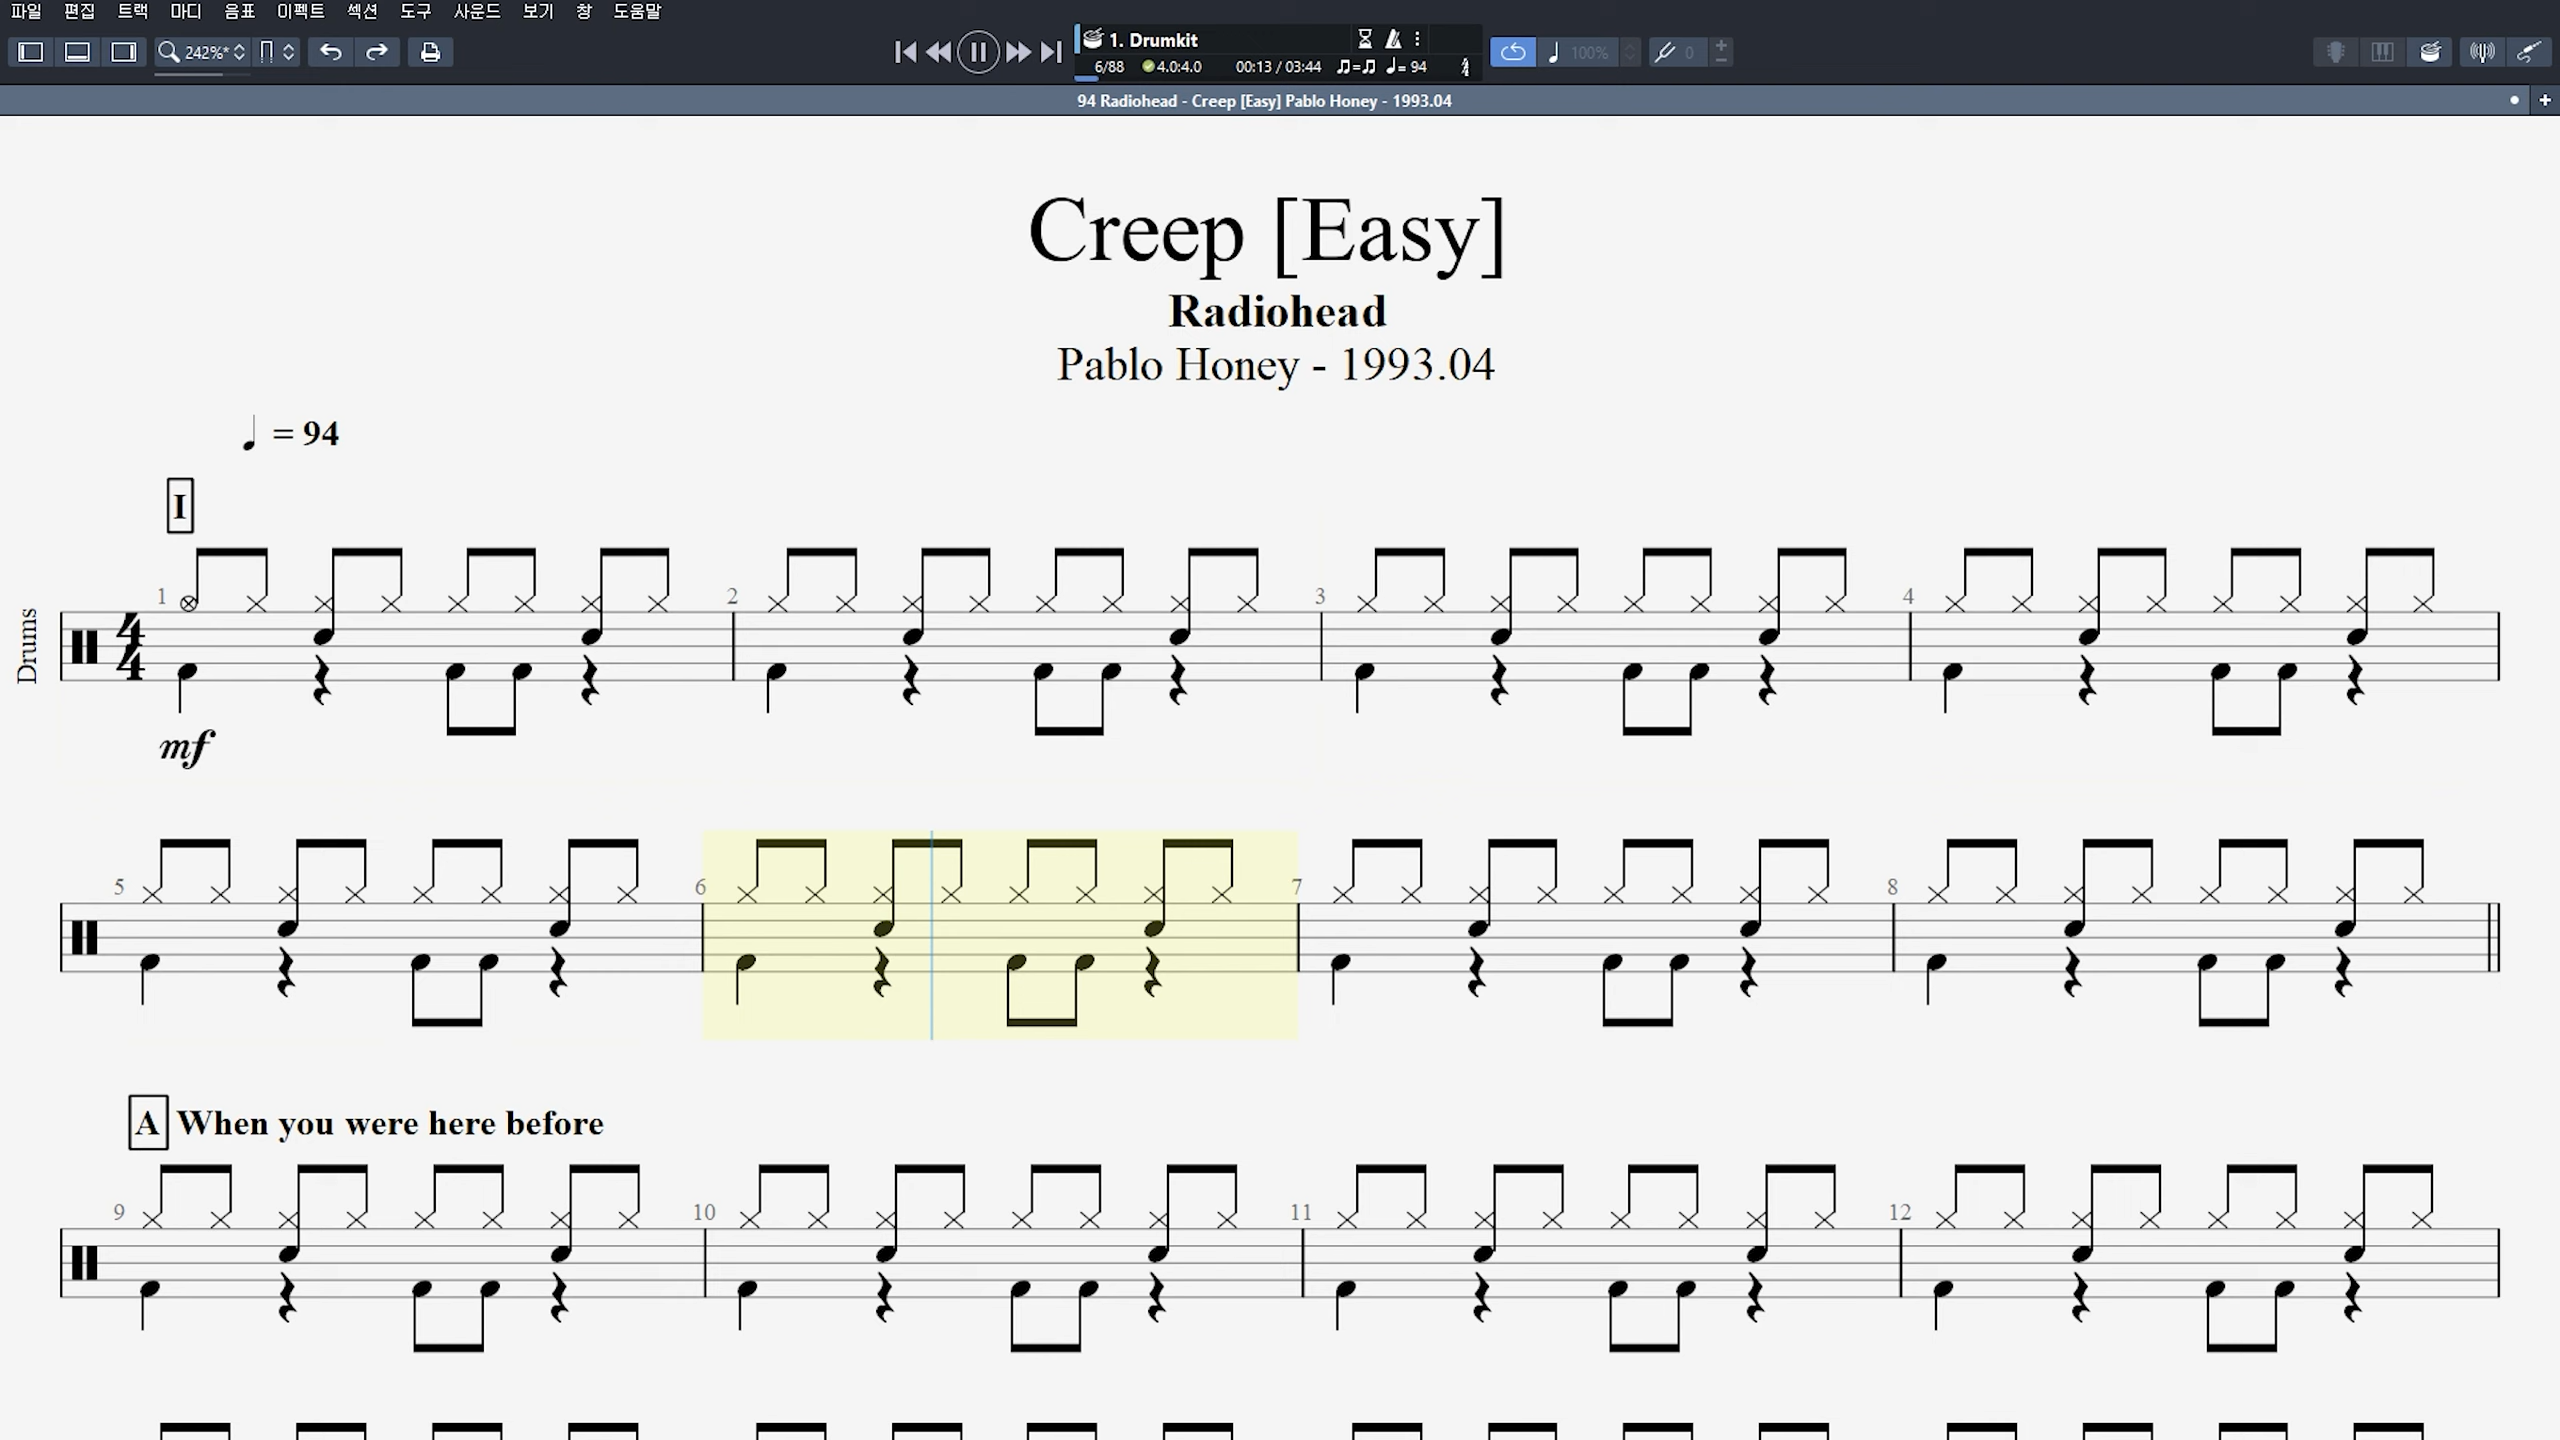 파일 편집 트랙 마디 음표 이펙트 섹션 도구 사운드 보기 창 도움말
242%* 1. Drumkit 100% 0
6/88 4.0:4.0 00:13 / 03:44 ♫=♫ ♩= 94
94 Radiohead - Creep [Easy] Pablo Honey - 1993.04
Creep [Easy]
Radiohead
Pablo Honey - 1993.04
♩ = 94
I
1 2 3 4
Drums
4/4
mf
5 6 7 8
A When you were here before
9 10 11 12